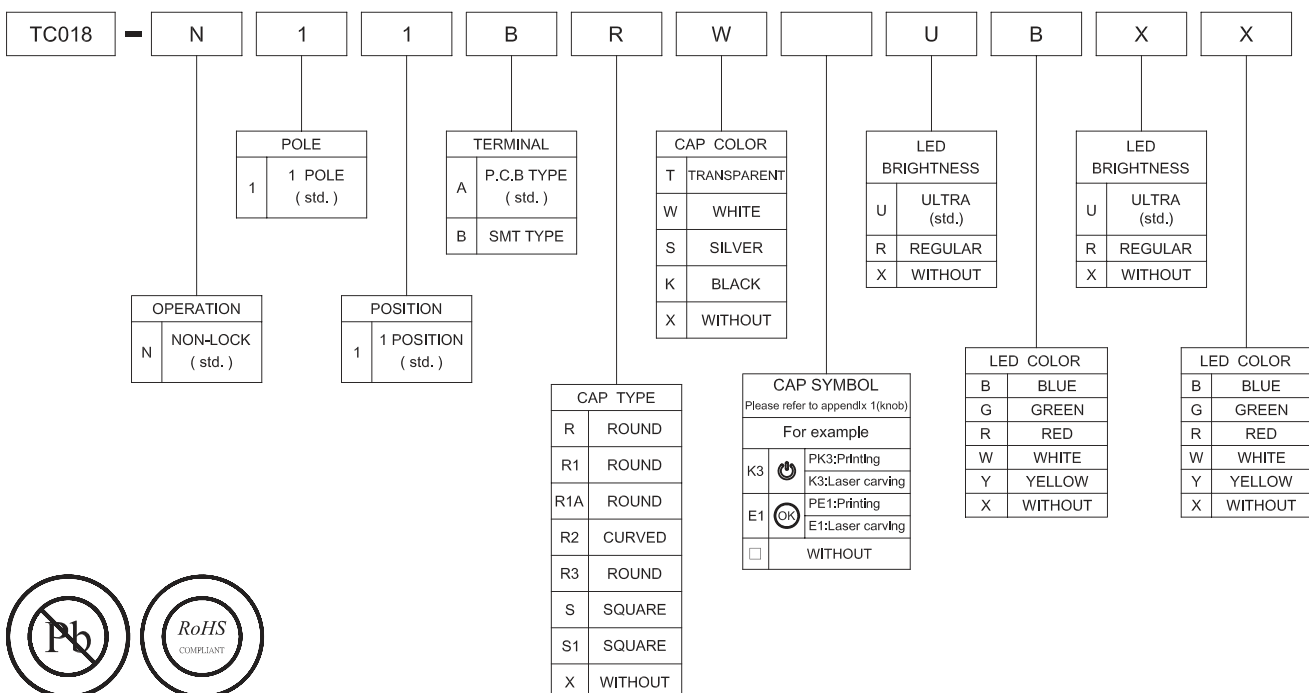 TC018 - N 1 1 B R W U B X X
POLE
1 1 POLE
( std. )
TERMINAL
A P.C.B TYPE
( std. )
B SMT TYPE
CAP COLOR
T TRANSPARENT
W WHITE
S SILVER
K BLACK
X WITHOUT
LED
BRIGHTNESS
U ULTRA
(std.)
R REGULAR
X WITHOUT
LED
BRIGHTNESS
U ULTRA
(std.)
R REGULAR
X WITHOUT
OPERATION
N NON-LOCK
( std. )
POSITION
1 1 POSITION
( std. )
CAP TYPE
R ROUND
R1 ROUND
R1A ROUND
R2 CURVED
R3 ROUND
S SQUARE
S1 SQUARE
X WITHOUT
CAP SYMBOL
Please refer to appendix 1(knob)
For example
K3 PK3:Printing
K3:Laser carving
E1 OK PE1:Printing
E1:Laser carving
□ WITHOUT
LED COLOR
B BLUE
G GREEN
R RED
W WHITE
Y YELLOW
X WITHOUT
LED COLOR
B BLUE
G GREEN
R RED
W WHITE
Y YELLOW
X WITHOUT
Pb
RoHS
COMPLIANT